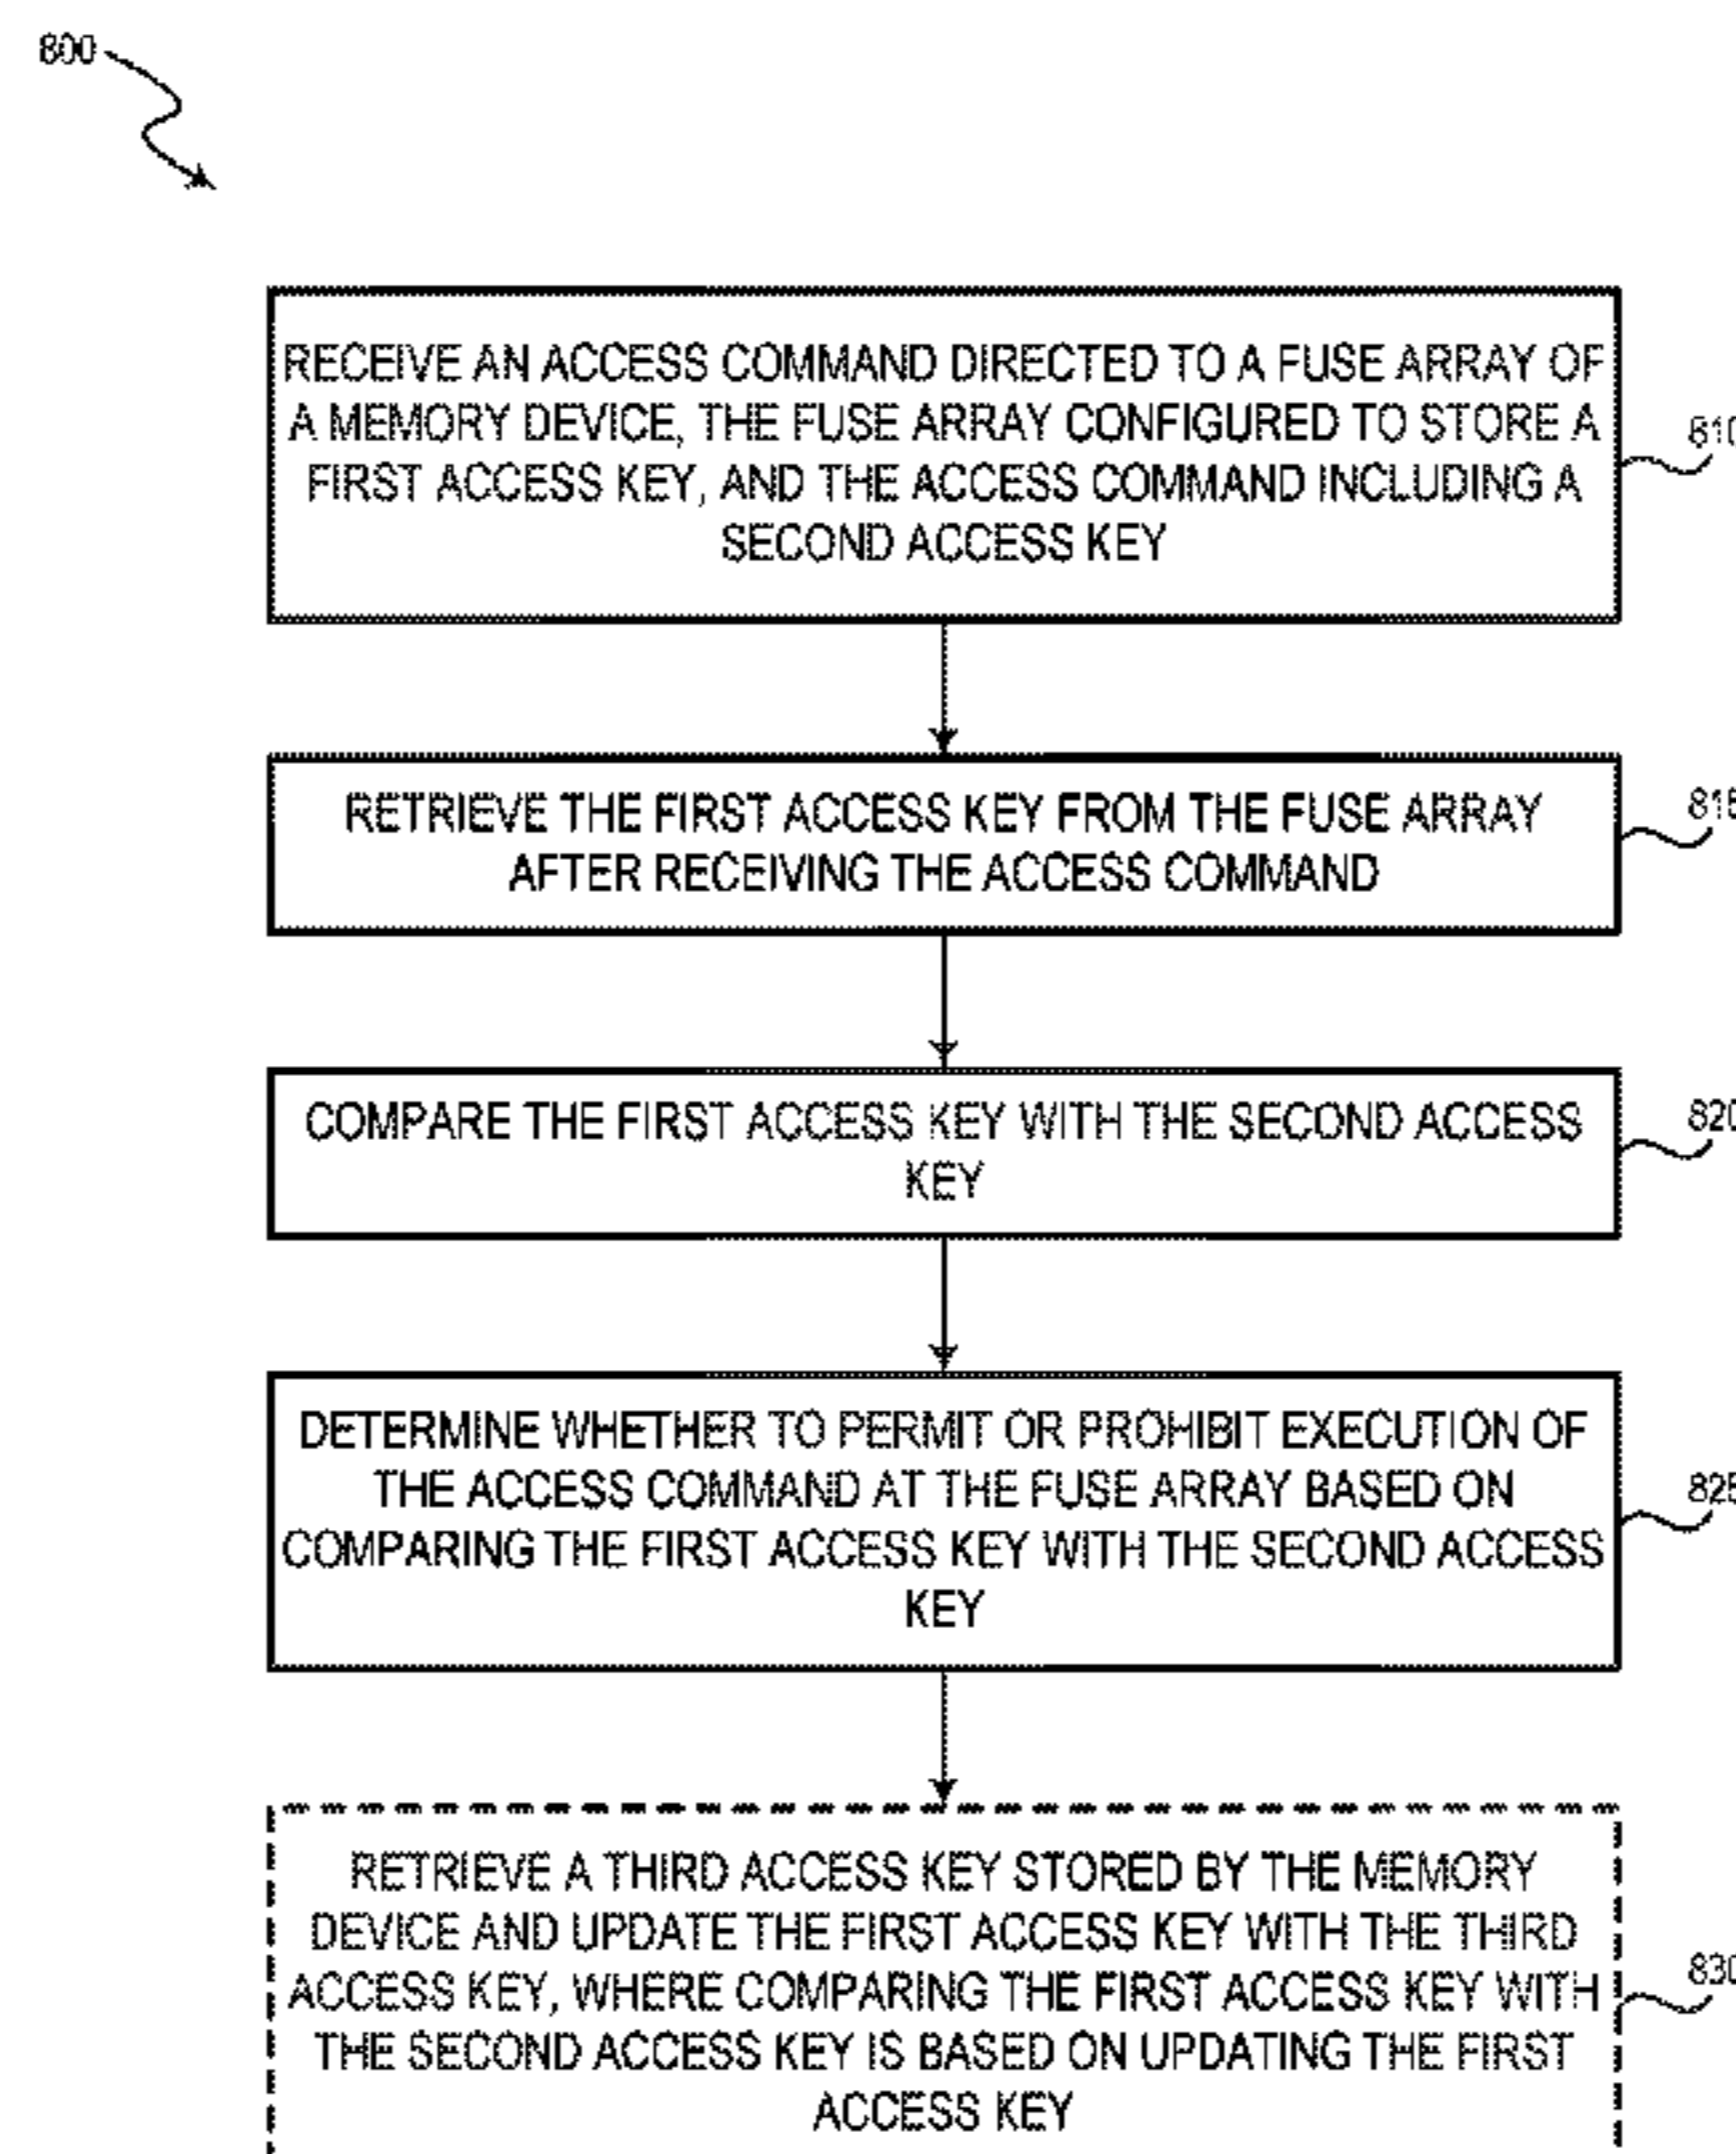 800
RECEIVE AN ACCESS COMMAND DIRECTED TO A FUSE ARRAY OF
A MEMORY DEVICE, THE FUSE ARRAY CONFIGURED TO STORE A
FIRST ACCESS KEY, AND THE ACCESS COMMAND INCLUDING A
SECOND ACCESS KEY
810
RETRIEVE THE FIRST ACCESS KEY FROM THE FUSE ARRAY
AFTER RECEIVING THE ACCESS COMMAND
815
COMPARE THE FIRST ACCESS KEY WITH THE SECOND ACCESS
KEY
820
DETERMINE WHETHER TO PERMIT OR PROHIBIT EXECUTION OF
THE ACCESS COMMAND AT THE FUSE ARRAY BASED ON
COMPARING THE FIRST ACCESS KEY WITH THE SECOND ACCESS
KEY
825
RETRIEVE A THIRD ACCESS KEY STORED BY THE MEMORY
DEVICE AND UPDATE THE FIRST ACCESS KEY WITH THE THIRD
ACCESS KEY, WHERE COMPARING THE FIRST ACCESS KEY WITH
THE SECOND ACCESS KEY IS BASED ON UPDATING THE FIRST
ACCESS KEY
830